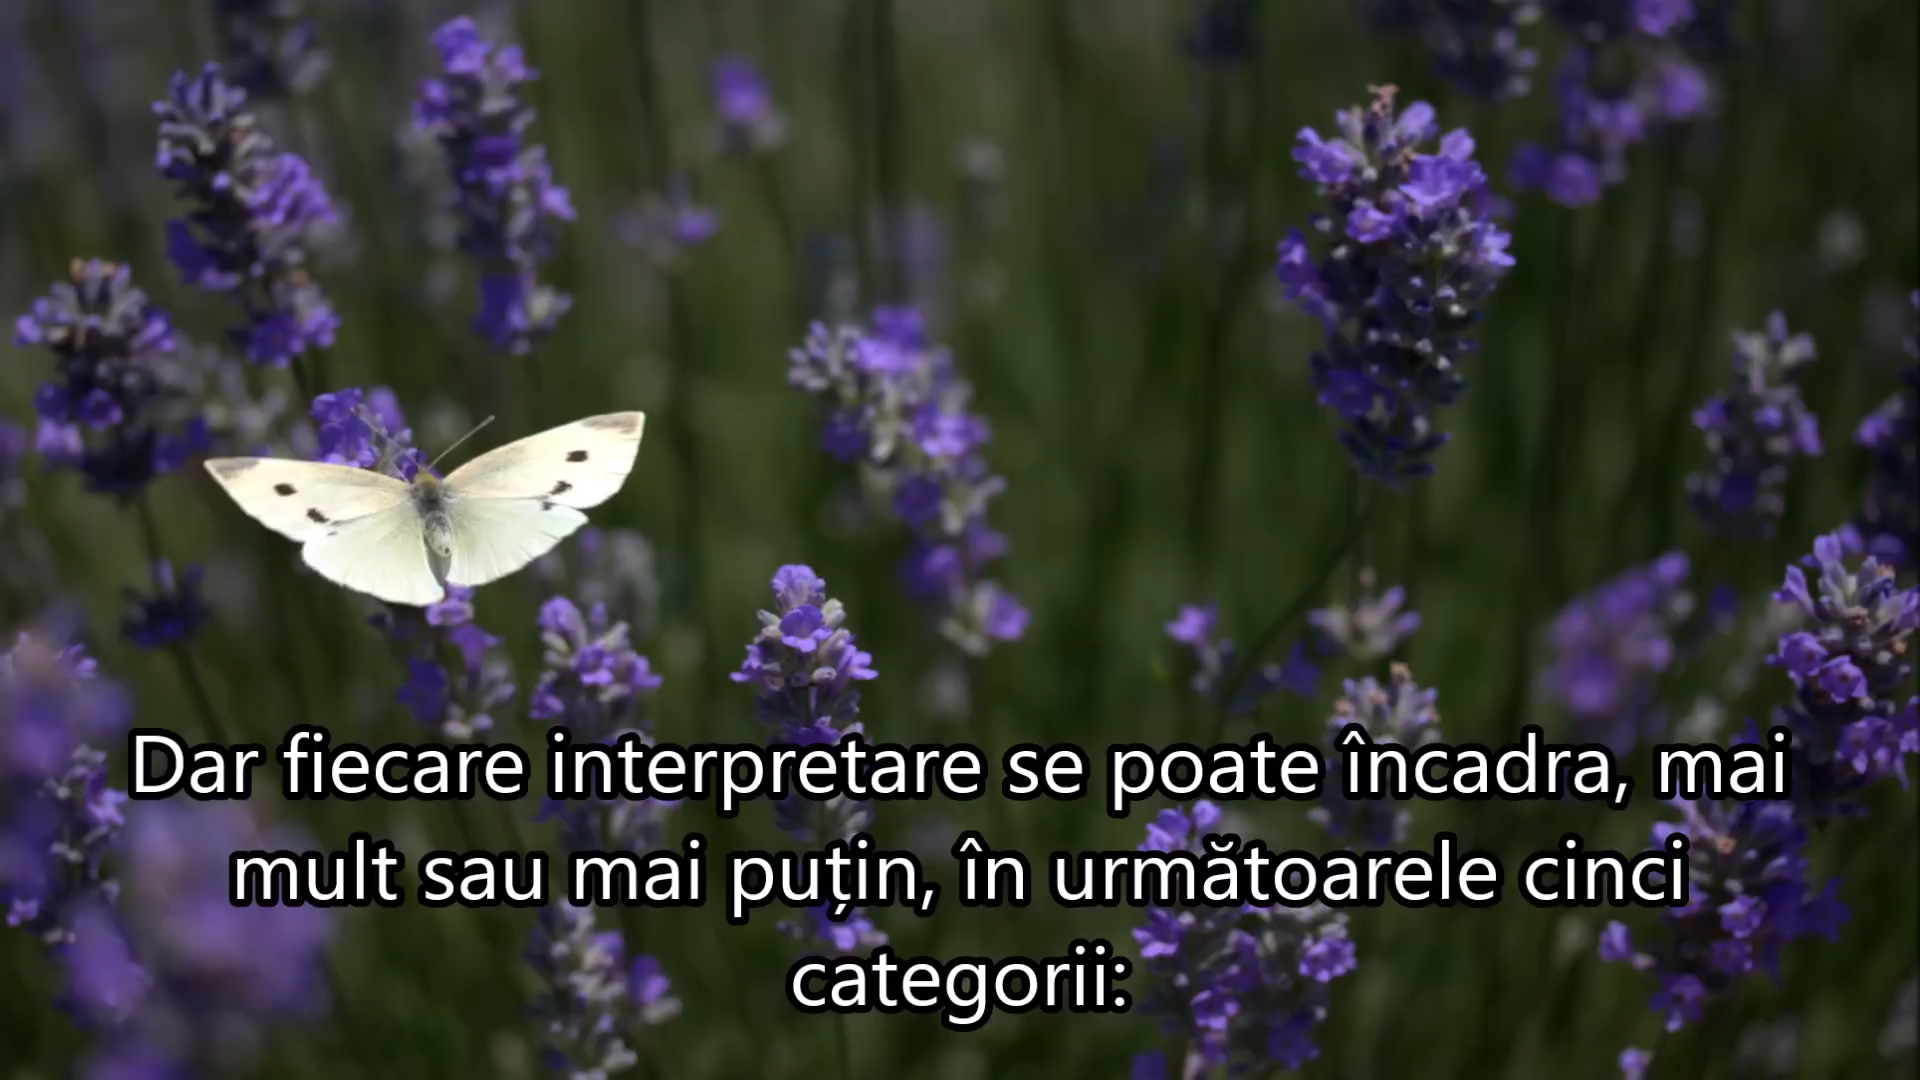 Dar fiecare interpretare se poate încadra, mai
mult sau mai puțin, în următoarele cinci
categorii: